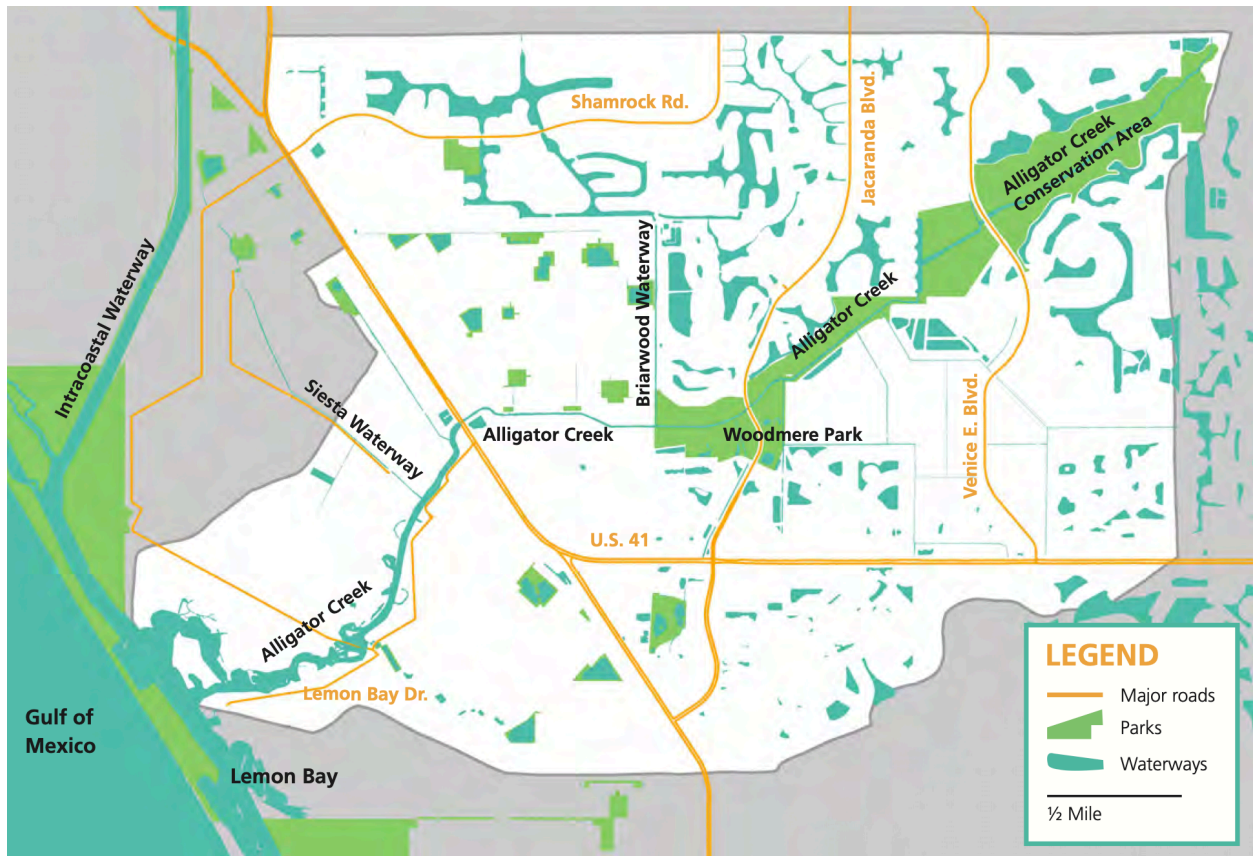 Shamrock Rd.
Jacaranda Blvd.
Alligator Creek
Conservation Area
Intracoastal Waterway
Briarwood Waterway
Alligator Creek
Siesta Waterway
Alligator Creek
Woodmere Park
Venice E. Blvd.
U.S. 41
Alligator Creek
Lemon Bay Dr.
Gulf of
Mexico
Lemon Bay
LEGEND
Major roads
Parks
Waterways
½ Mile